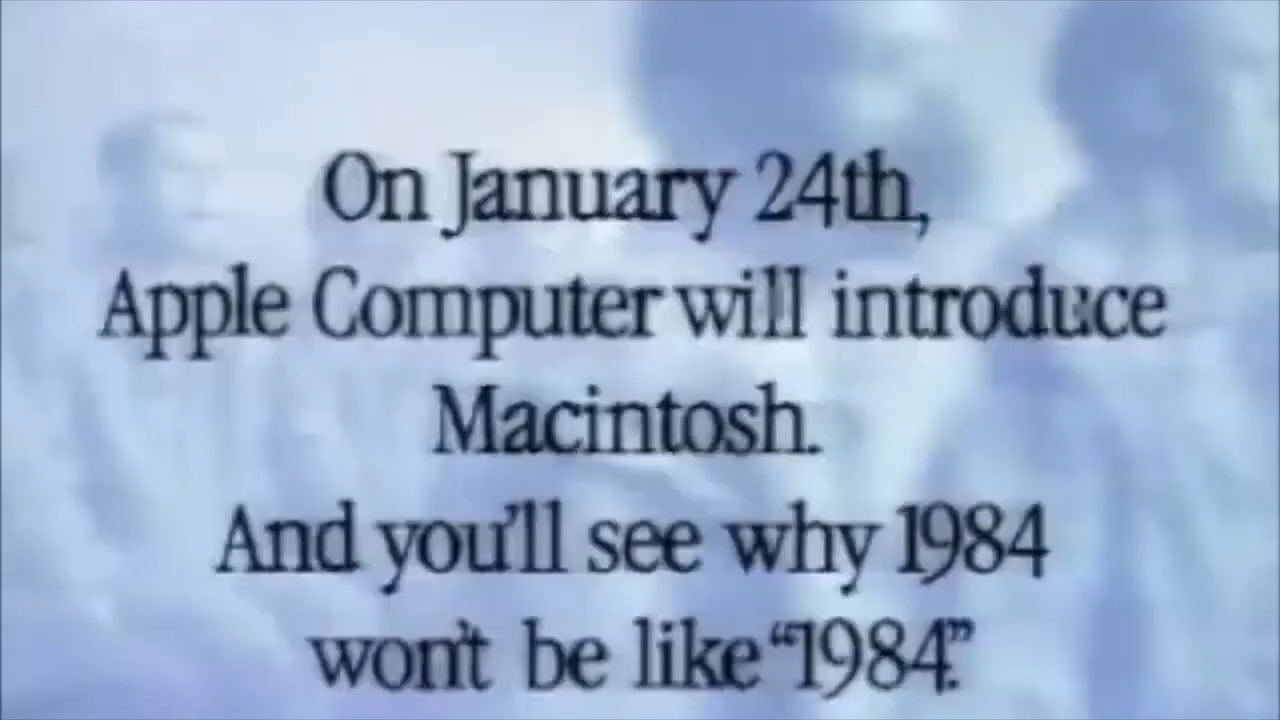 On January 24th,
Apple Computer will introduce
Macintosh.
And you'll see why 1984
won't be like “1984.”